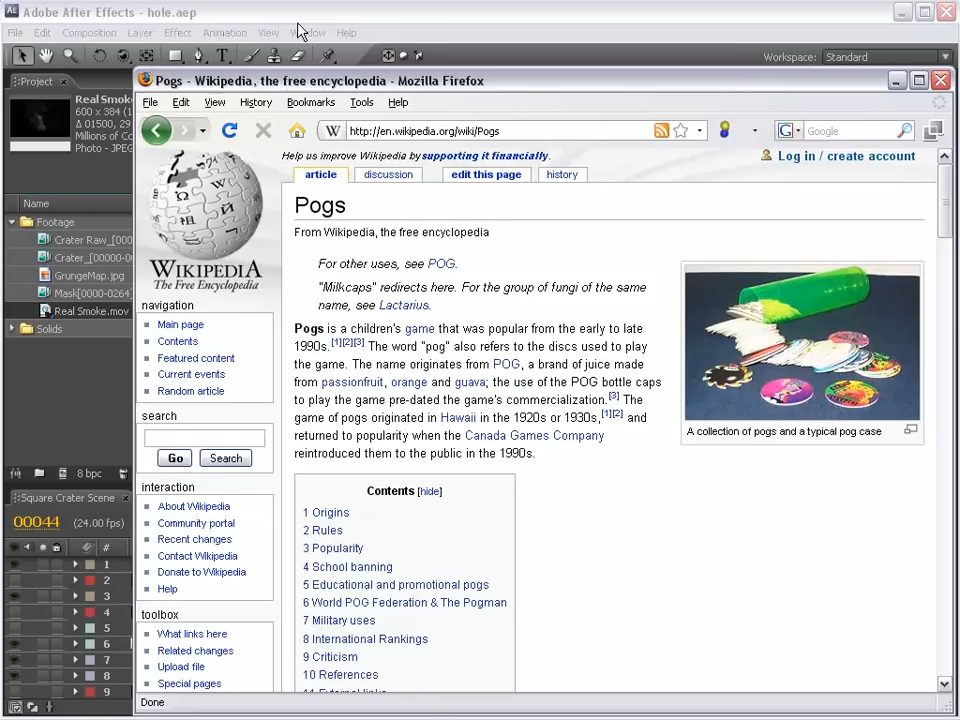 Adobe After Effects - hole.aep
File Edit Composition Layer Effect Animation View Window Help
Workspace: Standard
Project
Real Smoke
600 x 384 (1
Δ 01500, 29
Millions of Co
Photo - JPEG
Name
Footage
Crater Raw_[000
Crater_[00000-0
GrungeMap.jpg
Mask[0000-0264]
Real Smoke.mov
Solids
8 bpc
Square Crater Scene
00044 (24.00 fps)
#
1
2
3
4
5
6
7
8
9
Pogs - Wikipedia, the free encyclopedia - Mozilla Firefox
File Edit View History Bookmarks Tools Help
http://en.wikipedia.org/wiki/Pogs
Google
Help us improve Wikipedia by supporting it financially.
Log in / create account
article discussion edit this page history
WIKIPEDIA
The Free Encyclopedia
navigation
Main page
Contents
Featured content
Current events
Random article
search
Go Search
interaction
About Wikipedia
Community portal
Recent changes
Contact Wikipedia
Donate to Wikipedia
Help
toolbox
What links here
Related changes
Upload file
Special pages
Pogs
From Wikipedia, the free encyclopedia
For other uses, see POG.
"Milkcaps" redirects here. For the group of fungi of the same
name, see Lactarius.
Pogs is a children's game that was popular from the early to late
1990s.[1][2][3] The word "pog" also refers to the discs used to play
the game. The name originates from POG, a brand of juice made
from passionfruit, orange and guava; the use of the POG bottle caps
to play the game pre-dated the game's commercialization.[3] The
game of pogs originated in Hawaii in the 1920s or 1930s,[1][2] and
returned to popularity when the Canada Games Company
reintroduced them to the public in the 1990s.
A collection of pogs and a typical pog case
Contents [hide]
1 Origins
2 Rules
3 Popularity
4 School banning
5 Educational and promotional pogs
6 World POG Federation & The Pogman
7 Military uses
8 International Rankings
9 Criticism
10 References
11 External links
Done